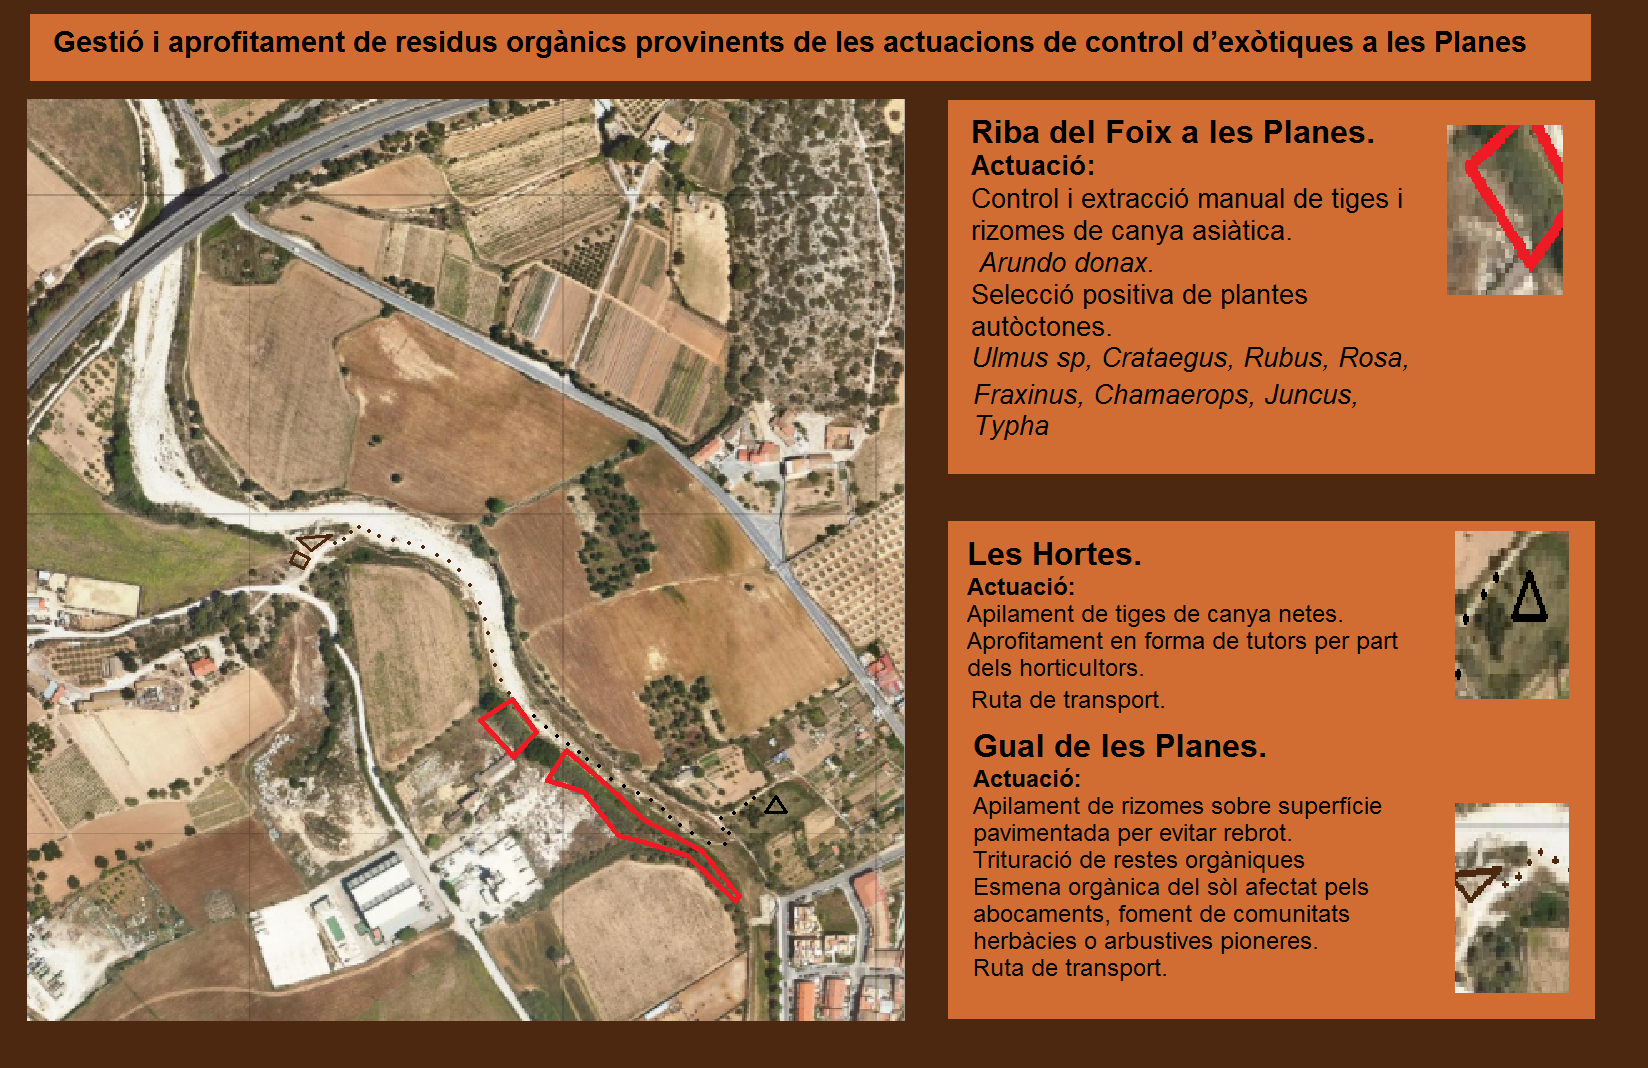 Gestió i aprofitament de residus orgànics provinents de les actuacions de control d’exòtiques a les Planes
Riba del Foix a les Planes.
Actuació:
Control i extracció manual de tiges i
rizomes de canya asiàtica.
Arundo donax.
Selecció positiva de plantes
autòctones.
Ulmus sp, Crataegus, Rubus, Rosa,
Fraxinus, Chamaerops, Juncus,
Typha
Les Hortes.
Actuació:
Apilament de tiges de canya netes.
Aprofitament en forma de tutors per part
dels horticultors.
Ruta de transport.
Gual de les Planes.
Actuació:
Apilament de rizomes sobre superfície
pavimentada per evitar rebrot.
Trituració de restes orgàniques
Esmena orgànica del sòl afectat pels
abocaments, foment de comunitats
herbàcies o arbustives pioneres.
Ruta de transport.